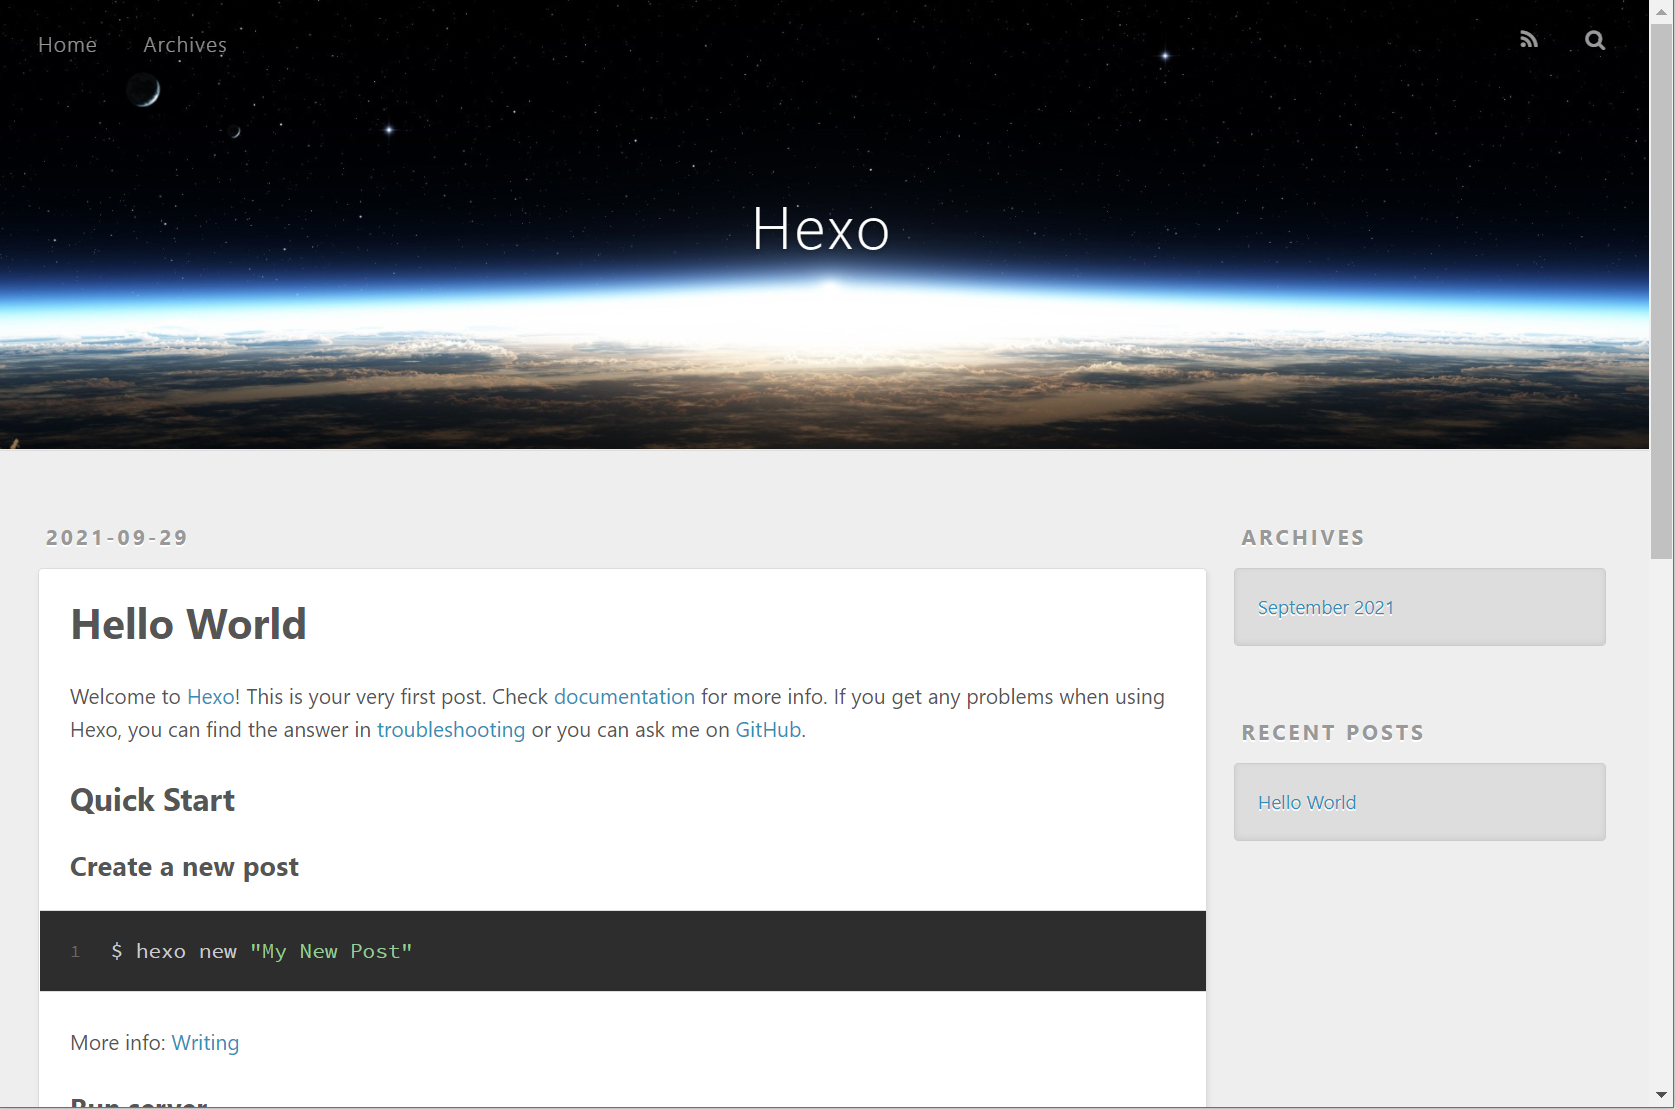 Home Archives
Hexo
2021-09-29
Hello World
Welcome to Hexo! This is your very first post. Check documentation for more info. If you get any problems when using
Hexo, you can find the answer in troubleshooting or you can ask me on GitHub.
Quick Start
Create a new post
1 $ hexo new "My New Post"
More info: Writing
Run server
ARCHIVES
September 2021
RECENT POSTS
Hello World